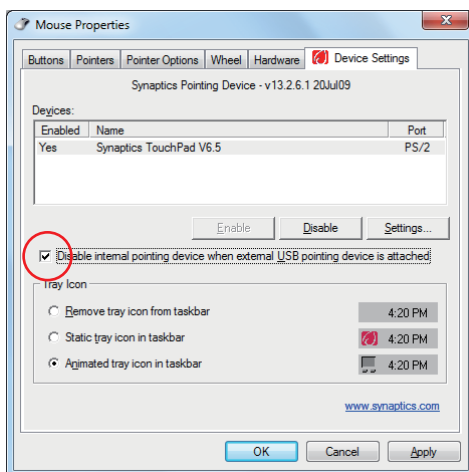 Mouse Properties
Buttons Pointers Pointer Options Wheel Hardware Device Settings
Synaptics Pointing Device - v13.2.6.1 20Jul09
Devices:
Enabled Name Port
Yes Synaptics TouchPad V6.5 PS/2
Enable Disable Settings...
Disable internal pointing device when external USB pointing device is attached
Tray Icon
Remove tray icon from taskbar 4:20 PM
Static tray icon in taskbar 4:20 PM
Animated tray icon in taskbar 4:20 PM
www.synaptics.com
OK Cancel Apply